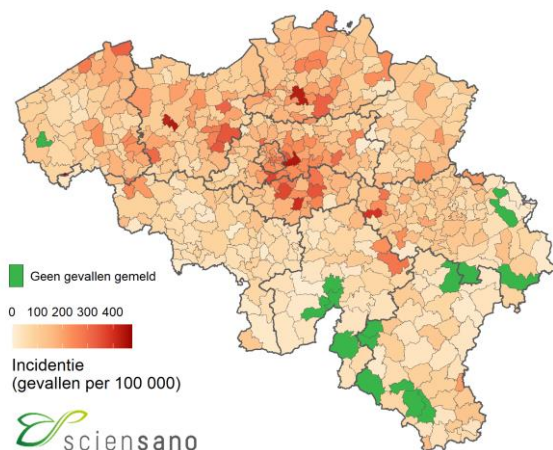 Geen gevallen gemeld
0 100 200 300 400
Incidentie
(gevallen per 100 000)
sciensano